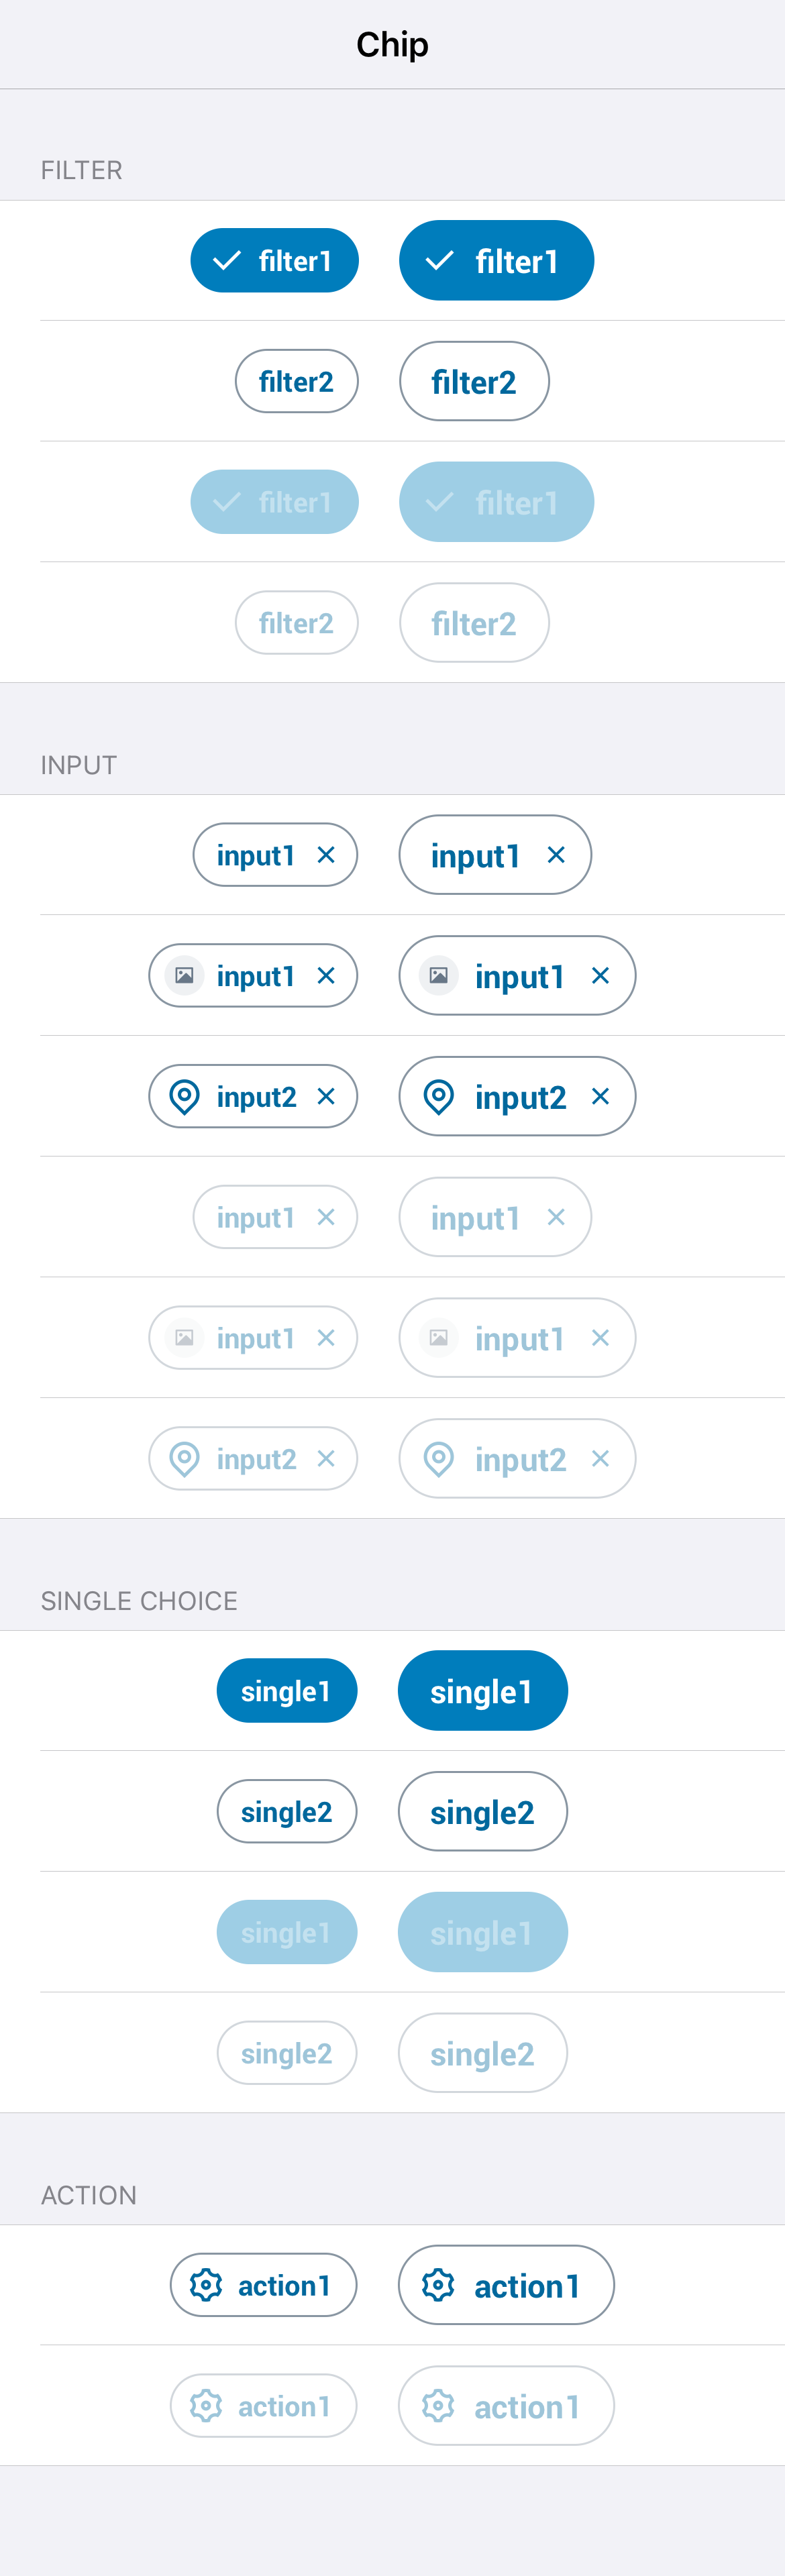 Chip
FILTER
filter1 filter1
filter2 filter2
filter1 filter1
filter2 filter2
INPUT
input1 input1
input1 input1
input2 input2
input1 input1
input1 input1
input2 input2
SINGLE CHOICE
single1 single1
single2 single2
single1 single1
single2 single2
ACTION
action1 action1
action1 action1